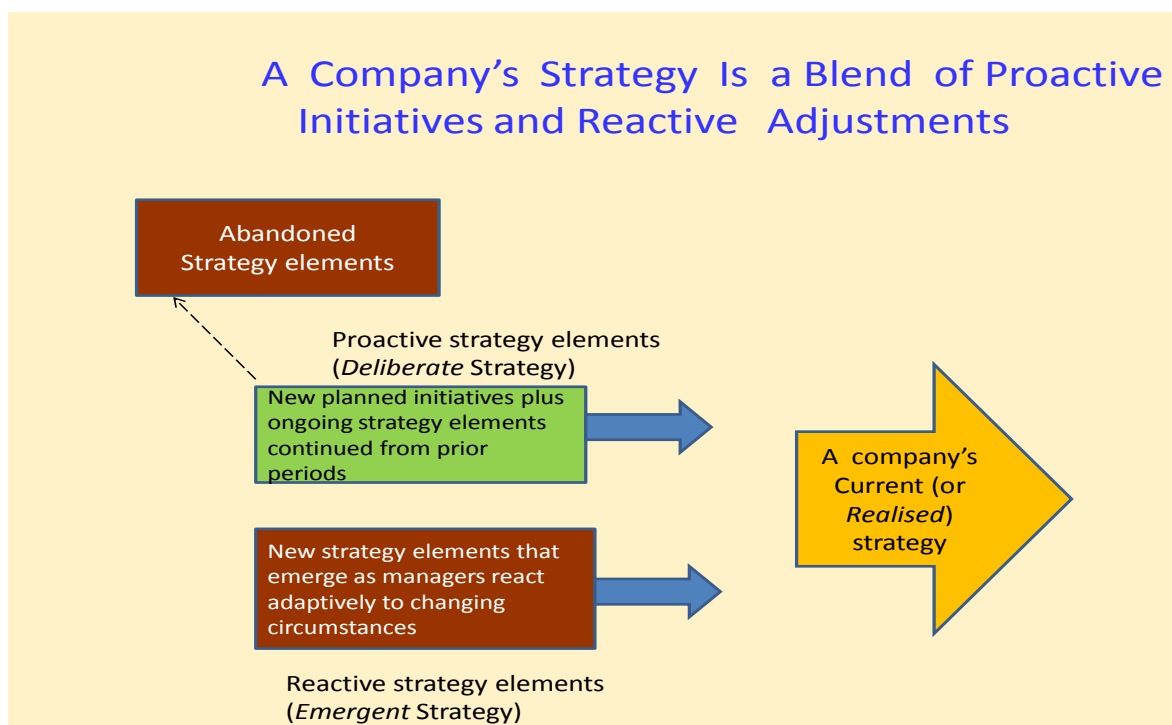 A Company's Strategy Is a Blend of Proactive
Initiatives and Reactive Adjustments
Abandoned
Strategy elements
Proactive strategy elements
(Deliberate Strategy)
New planned initiatives plus
ongoing strategy elements
continued from prior
periods
New strategy elements that
emerge as managers react
adaptively to changing
circumstances
Reactive strategy elements
(Emergent Strategy)
A company's
Current (or
Realised)
strategy